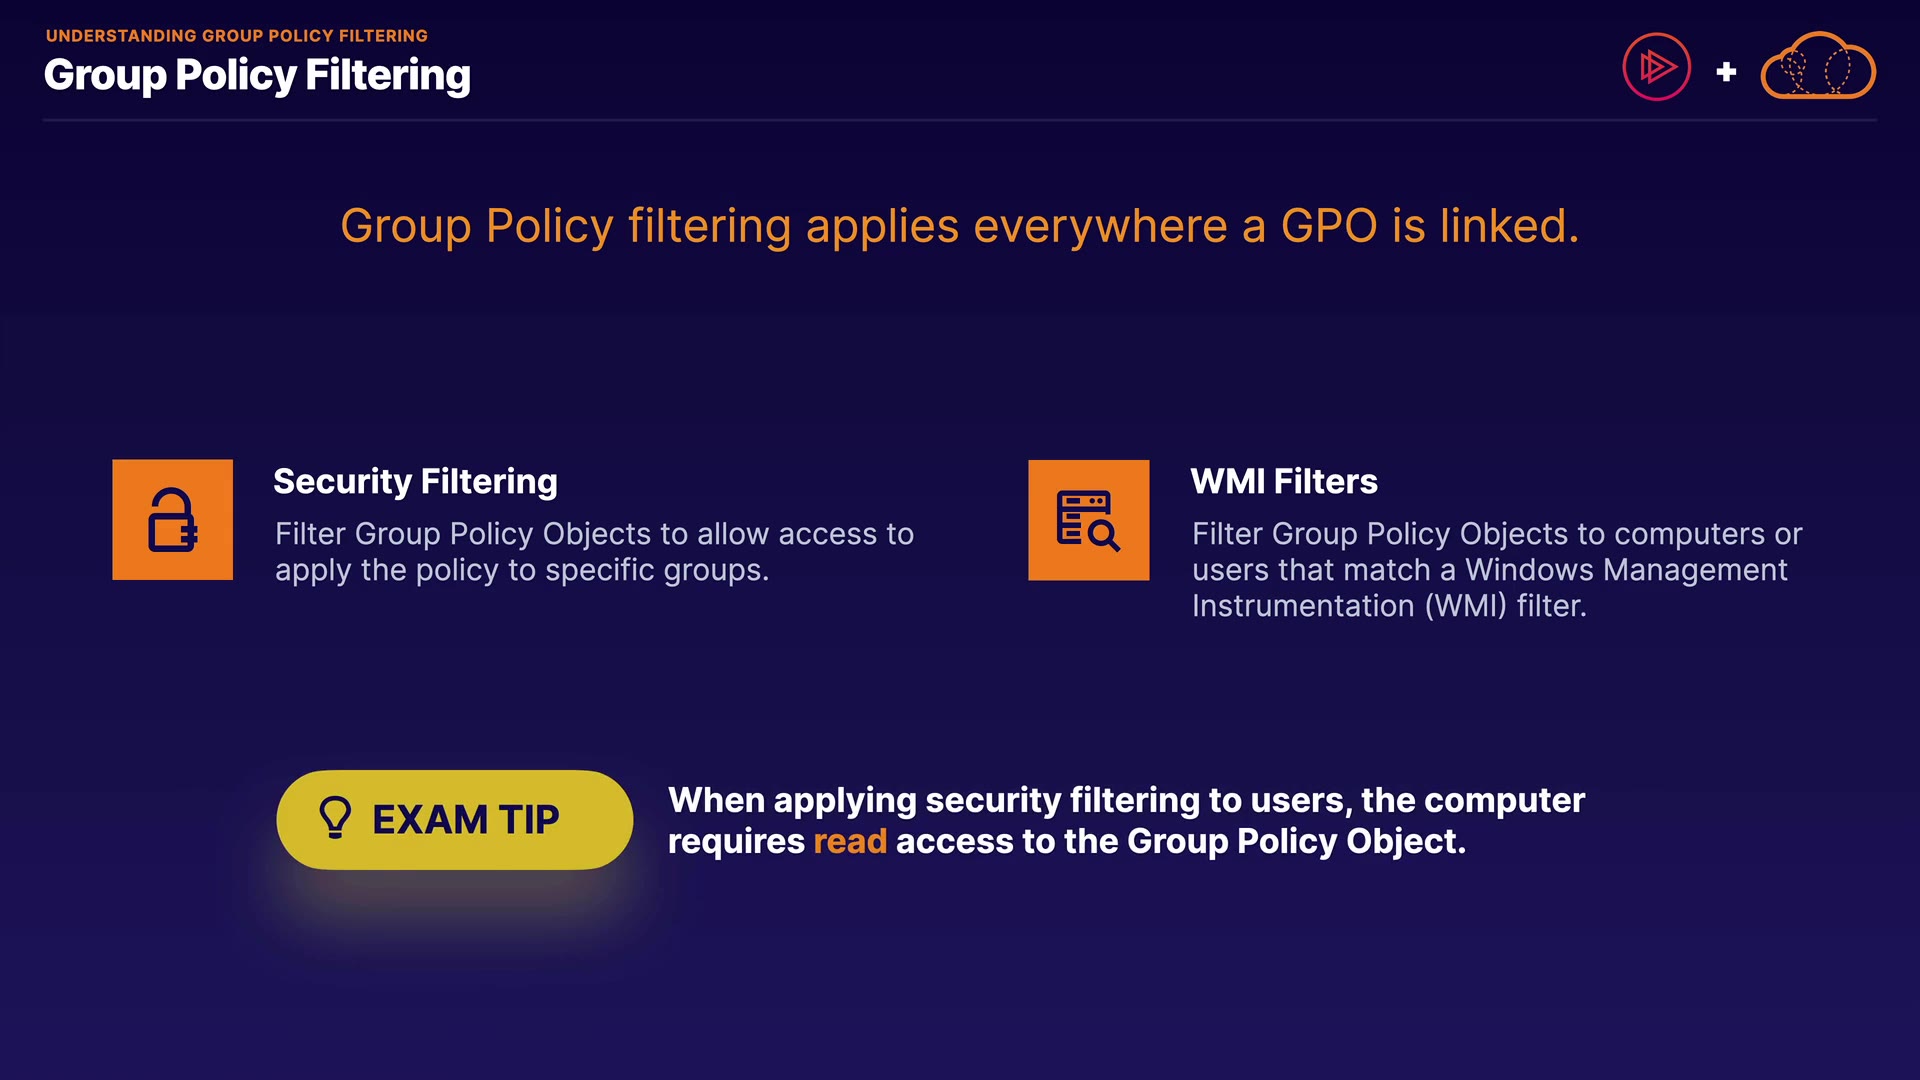 UNDERSTANDING GROUP POLICY FILTERING
Group Policy Filtering
+
Group Policy filtering applies everywhere a GPO is linked.
Security Filtering
Filter Group Policy Objects to allow access to
apply the policy to specific groups.
WMI Filters
Filter Group Policy Objects to computers or
users that match a Windows Management
Instrumentation (WMI) filter.
EXAM TIP
When applying security filtering to users, the computer
requires read access to the Group Policy Object.